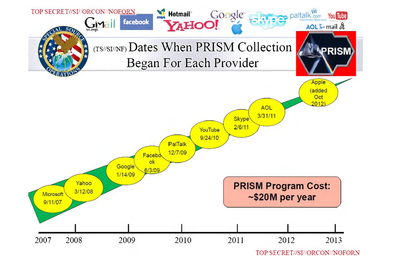 TOP SECRET//SI//ORCON//NOFORN
Gmail
facebook
Hotmail
YAHOO!
Google
Apple
skype
paltalk.com
YouTube
AOL mail
SPECIAL SOURCE
OPERATIONS
(TS//SI//NF) Dates When PRISM Collection
Began For Each Provider
PRISM
Microsoft
9/11/07
Yahoo
3/12/08
Google
1/14/09
Facebo
ok
6/3/09
PalTalk
12/7/09
YouTube
9/24/10
Skype
2/6/11
AOL
3/31/11
Apple
(added
Oct
2012)
PRISM Program Cost:
~$20M per year
2007 2008 2009 2010 2011 2012 2013
TOP SECRET//SI//ORCON//NOFORN